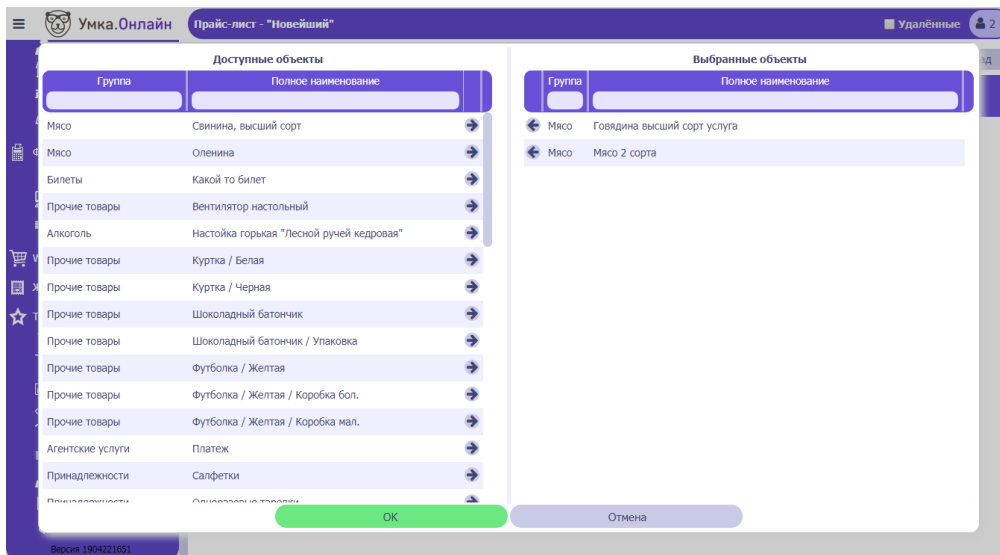 Умка.Онлайн
Прайс-лист - "Новейший"
Удалённые
2
Доступные объекты
Группа Полное наименование
Мясо Свинина, высший сорт
Мясо Оленина
Билеты Какой то билет
Прочие товары Вентилятор настольный
Алкоголь Настойка горькая "Лесной ручей кедровая"
Прочие товары Куртка / Белая
Прочие товары Куртка / Черная
Прочие товары Шоколадный батончик
Прочие товары Шоколадный батончик / Упаковка
Прочие товары Футболка / Желтая
Прочие товары Футболка / Желтая / Коробка бол.
Прочие товары Футболка / Желтая / Коробка мал.
Агентские услуги Платеж
Принадлежности Салфетки
Принадлежности Одноразовые тарелки
Выбранные объекты
Группа Полное наименование
Мясо Говядина высший сорт услуга
Мясо Мясо 2 сорта
ОК
Отмена
Версия 1904221651